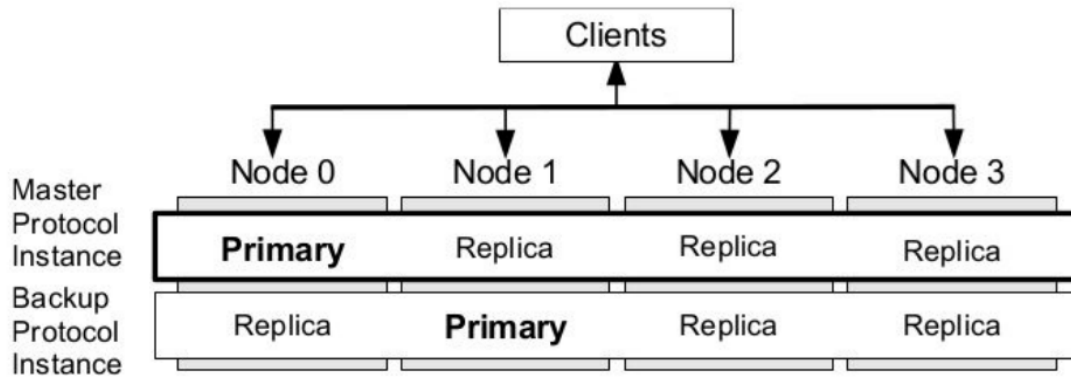 Clients
Node 0 Node 1 Node 2 Node 3
Master
Protocol
Instance
Primary Replica Replica Replica
Backup
Protocol
Instance
Replica Primary Replica Replica